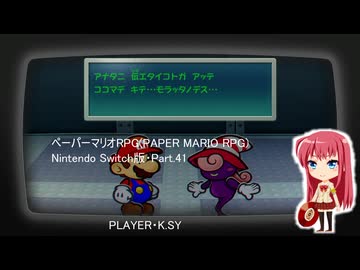 アナタニ 伝エタイコトガ アッテ
ココマデ キテ…モラッタノデス…
ペーパーマリオRPG(PAPER MARIO RPG)
Nintendo Switch版・Part.41
PLAYER・K.SY